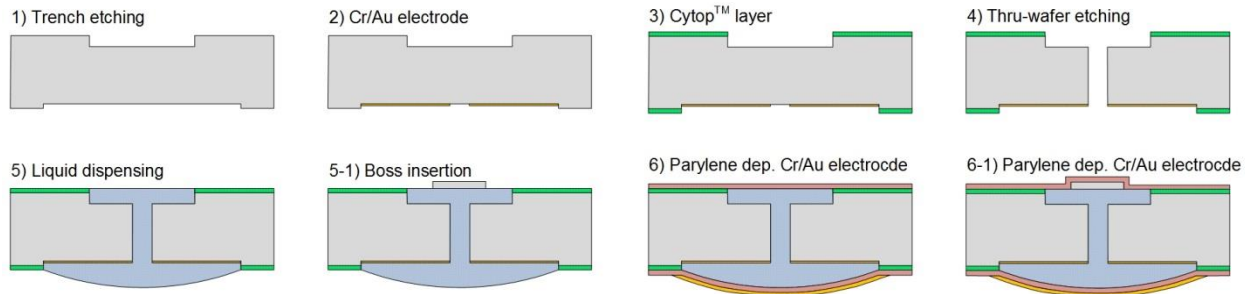 1) Trench etching
2) Cr/Au electrode
3) Cytop™ layer
4) Thru-wafer etching
5) Liquid dispensing
5-1) Boss insertion
6) Parylene dep. Cr/Au electrocde
6-1) Parylene dep. Cr/Au electrocde